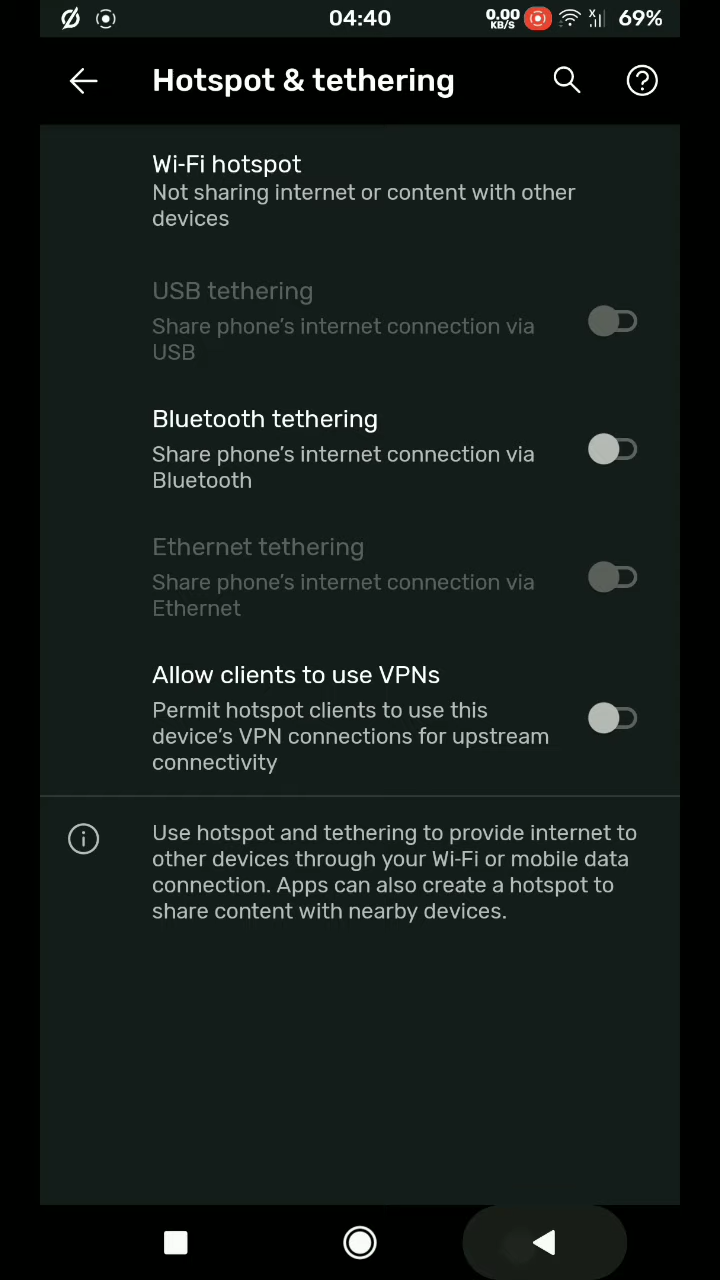 04:40
0.00
KB/S
69%
Hotspot & tethering
Wi-Fi hotspot
Not sharing internet or content with other
devices
USB tethering
Share phone’s internet connection via
USB
Bluetooth tethering
Share phone’s internet connection via
Bluetooth
Ethernet tethering
Share phone’s internet connection via
Ethernet
Allow clients to use VPNs
Permit hotspot clients to use this
device’s VPN connections for upstream
connectivity
Use hotspot and tethering to provide internet to
other devices through your Wi-Fi or mobile data
connection. Apps can also create a hotspot to
share content with nearby devices.